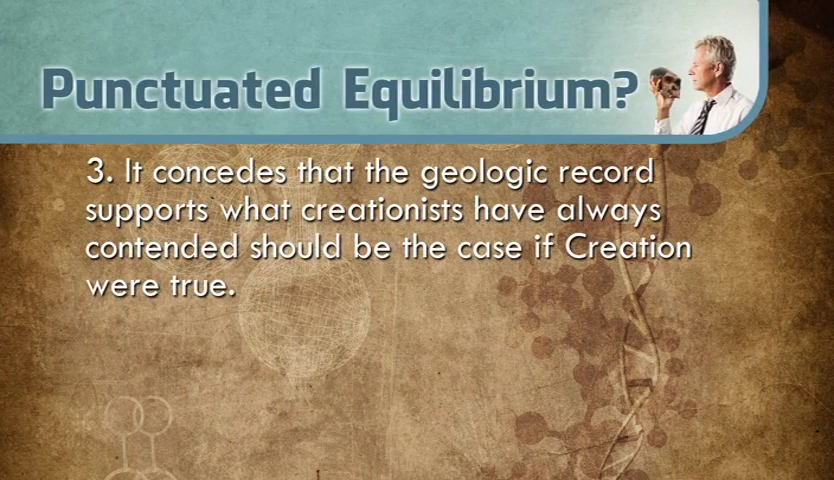 Punctuated Equilibrium?
3. It concedes that the geologic record
supports what creationists have always
contended should be the case if Creation
were true.